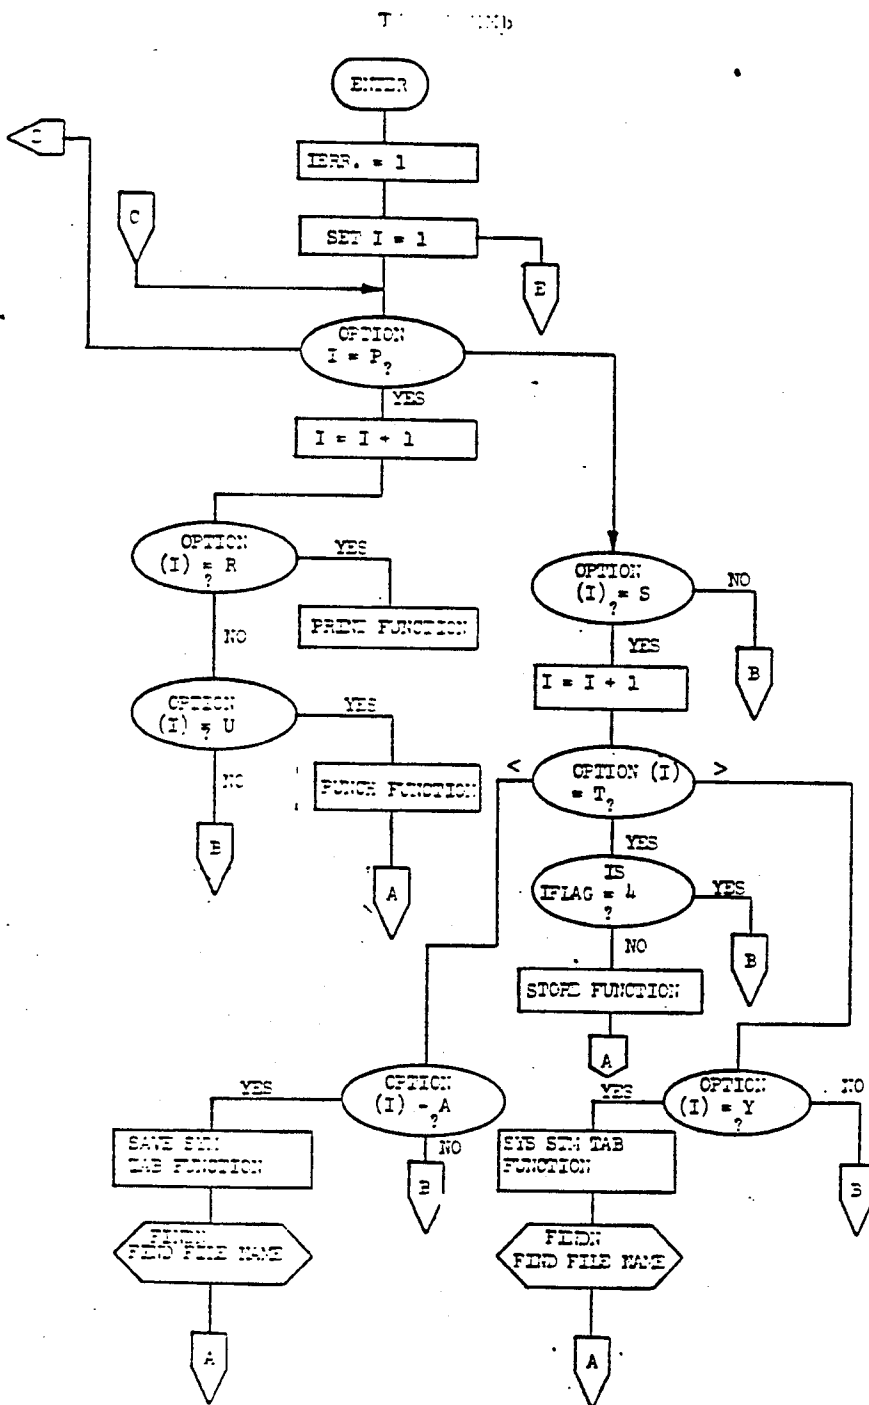 ENTER
IERR. = 1
C
SET I = 1
E
OPTION
I = P
?
YES
I = I + 1
OPTION
(I) = R
?
YES
PRINT FUNCTION
NO
OPTION
(I) = S
?
NO
B
YES
I = I + 1
OPTION
(I) = U
?
YES
NO
PUNCH FUNCTION
B
A
<
OPTION (I)
= T
?
>
YES
IS
IFLAG = 4
?
YES
B
NO
STORE FUNCTION
A
OPTION
(I) - A
?
YES
NO
B
SAVE SYM
TAB FUNCTION
FINDN
FIND FILE NAME
A
OPTION
(I) = Y
?
YES
NO
B
SYS SYM TAB
FUNCTION
FINDN
FIND FILE NAME
A